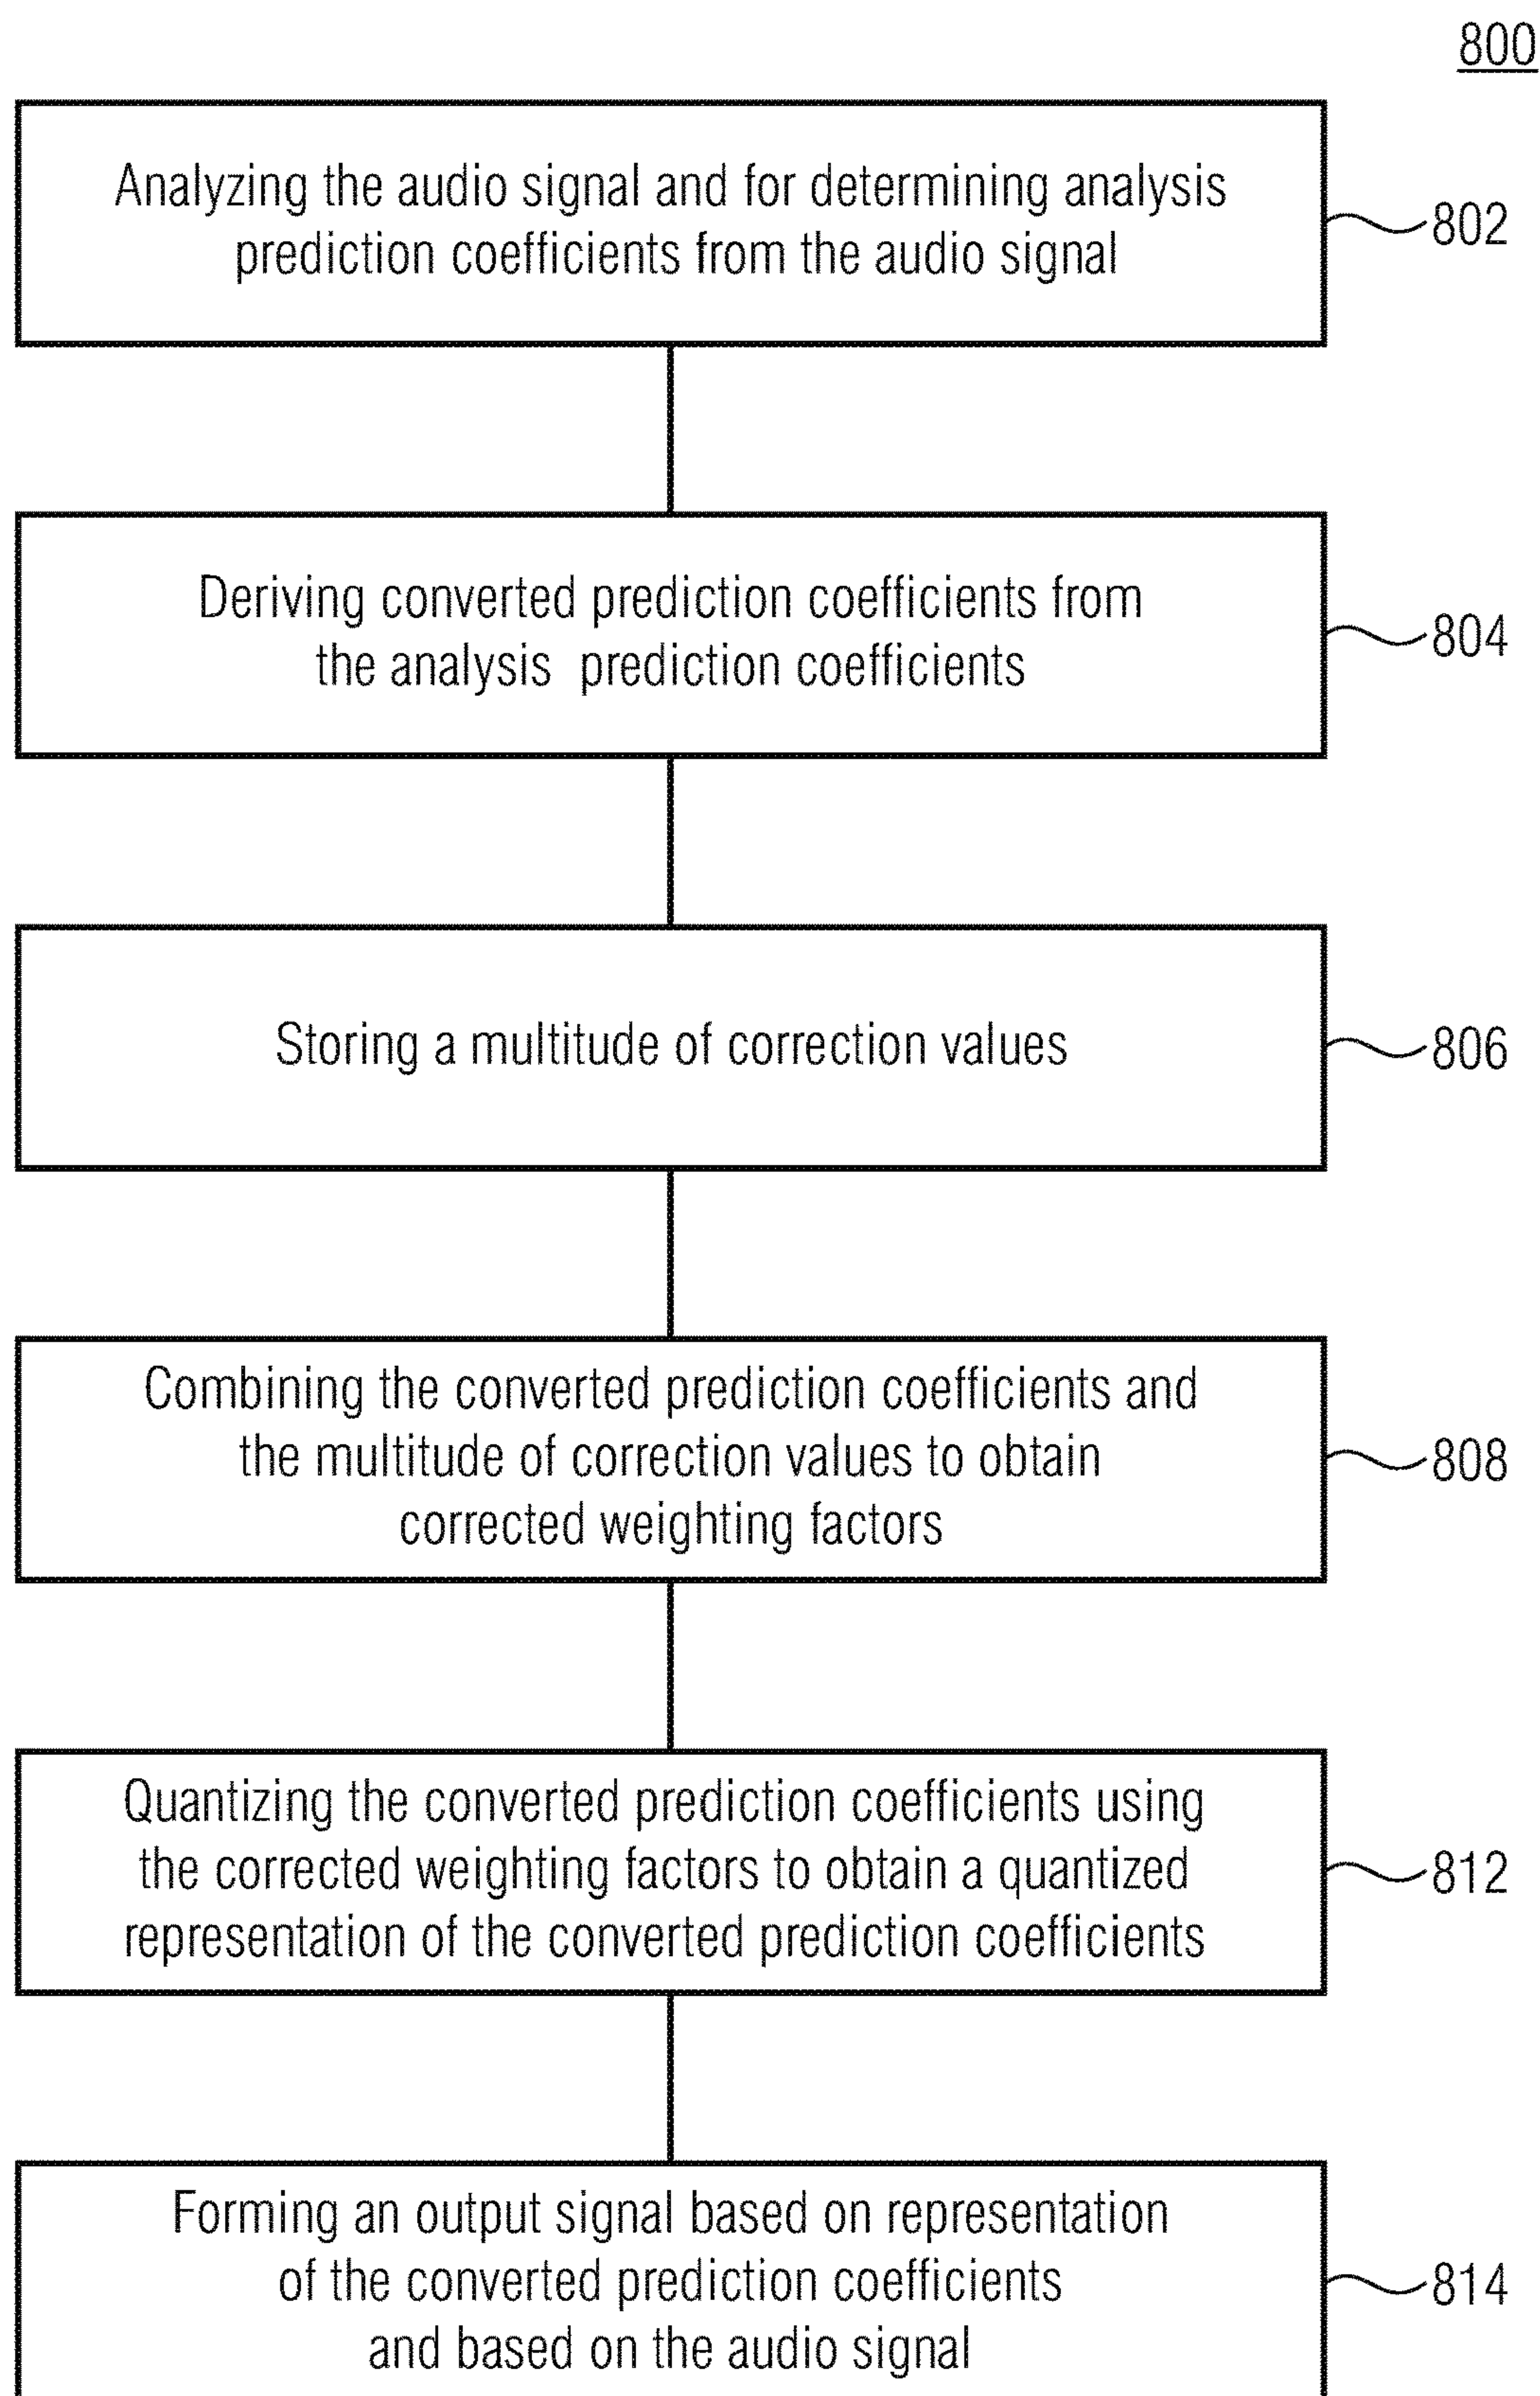 800
Analyzing the audio signal and for determining analysis
prediction coefficients from the audio signal
802
Deriving converted prediction coefficients from
the analysis prediction coefficients
804
Storing a multitude of correction values
806
Combining the converted prediction coefficients and
the multitude of correction values to obtain
corrected weighting factors
808
Quantizing the converted prediction coefficients using
the corrected weighting factors to obtain a quantized
representation of the converted prediction coefficients
812
Forming an output signal based on representation
of the converted prediction coefficients
and based on the audio signal
814